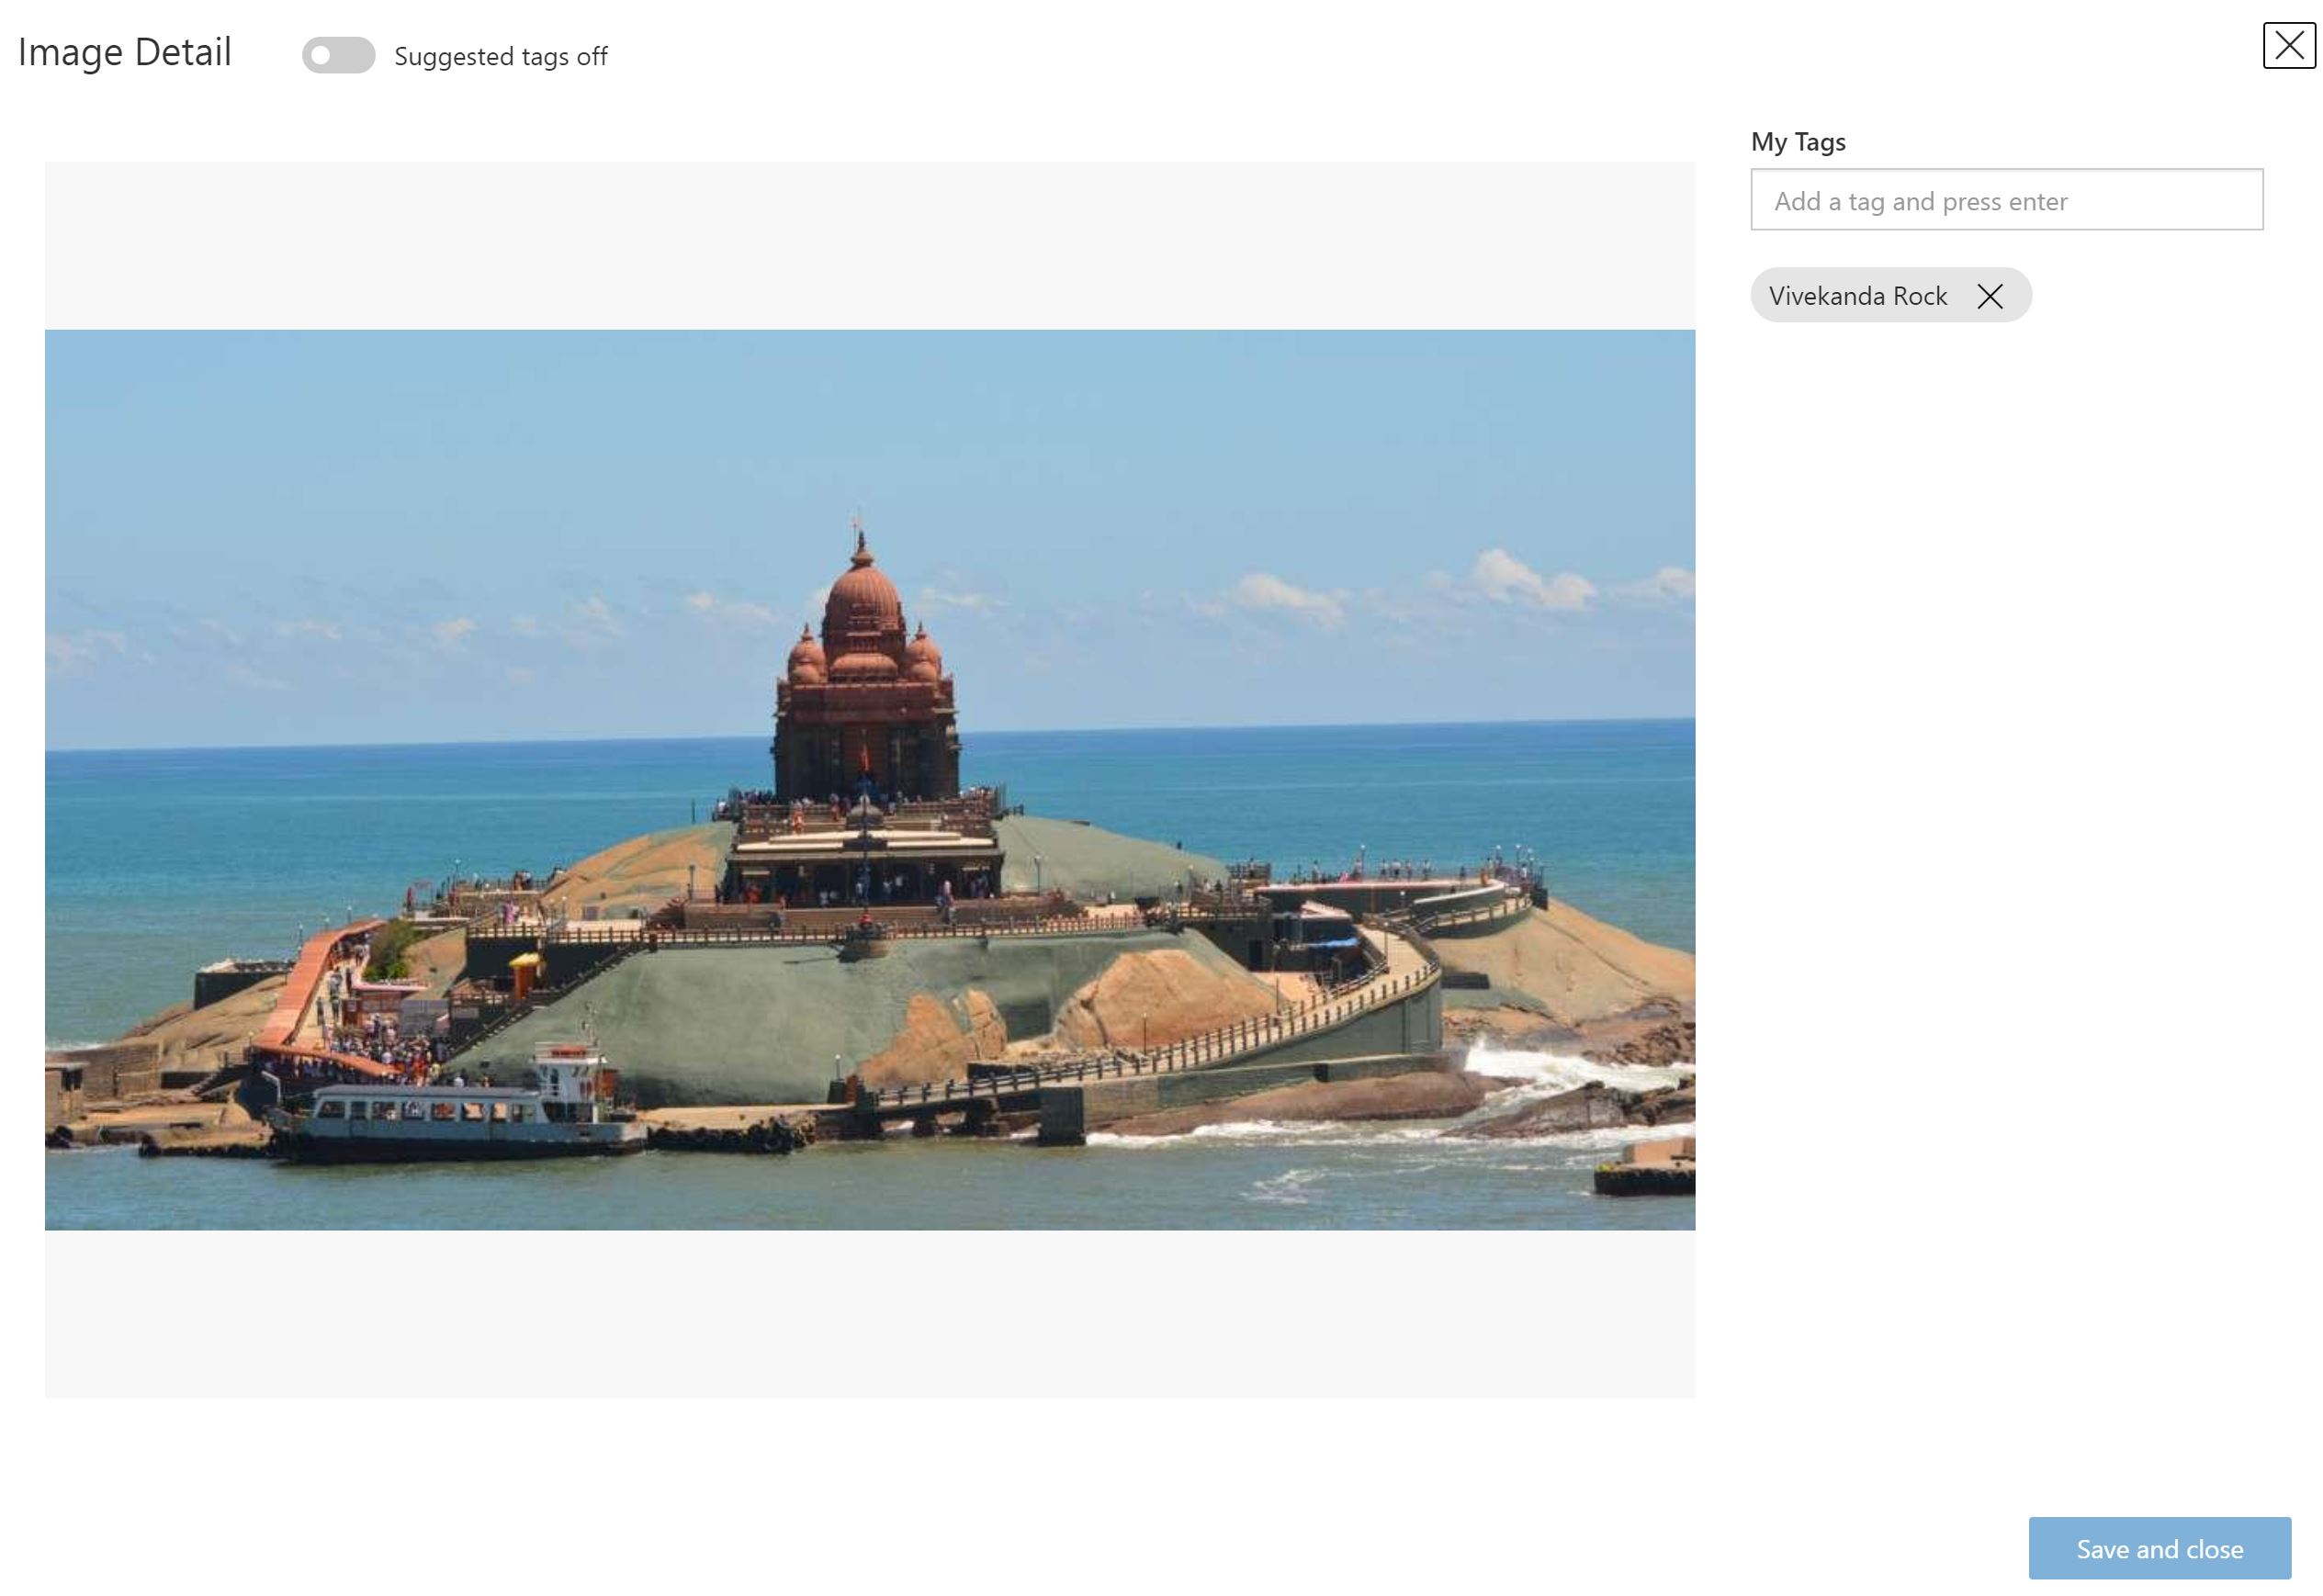 Image Detail
Suggested tags off
My Tags
Add a tag and press enter
Vivekanda Rock
Save and close